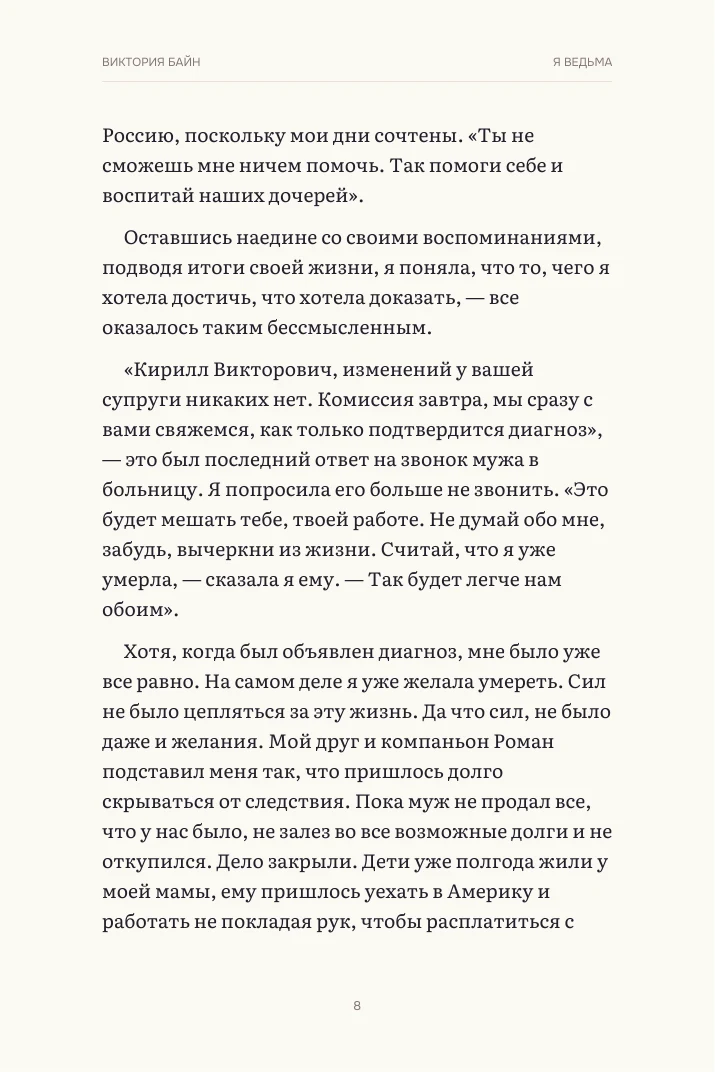 ВИКТОРИЯ БАЙН
Я ВЕДЬМА
Россию, поскольку мои дни сочтены. «Ты не
сможешь мне ничем помочь. Так помоги себе и
воспитай наших дочерей».
Оставшись наедине со своими воспоминаниями,
подводя итоги своей жизни, я поняла, что то, чего я
хотела достичь, что хотела доказать, — все
оказалось таким бессмысленным.
«Кирилл Викторович, изменений у вашей
супруги никаких нет. Комиссия завтра, мы сразу с
вами свяжемся, как только подтвердится диагноз»,
— это был последний ответ на звонок мужа в
больницу. Я попросила его больше не звонить. «Это
будет мешать тебе, твоей работе. Не думай обо мне,
забудь, вычеркни из жизни. Считай, что я уже
умерла, — сказала я ему. — Так будет легче нам
обоим».
Хотя, когда был объявлен диагноз, мне было уже
все равно. На самом деле я уже желала умереть. Сил
не было цепляться за эту жизнь. Да что сил, не было
даже и желания. Мой друг и компаньон Роман
подставил меня так, что пришлось долго
скрываться от следствия. Пока муж не продал все,
что у нас было, не залез во все возможные долги и не
откупился. Дело закрыли. Дети уже полгода жили у
моей мамы, ему пришлось уехать в Америку и
работать не покладая рук, чтобы расплатиться с
8